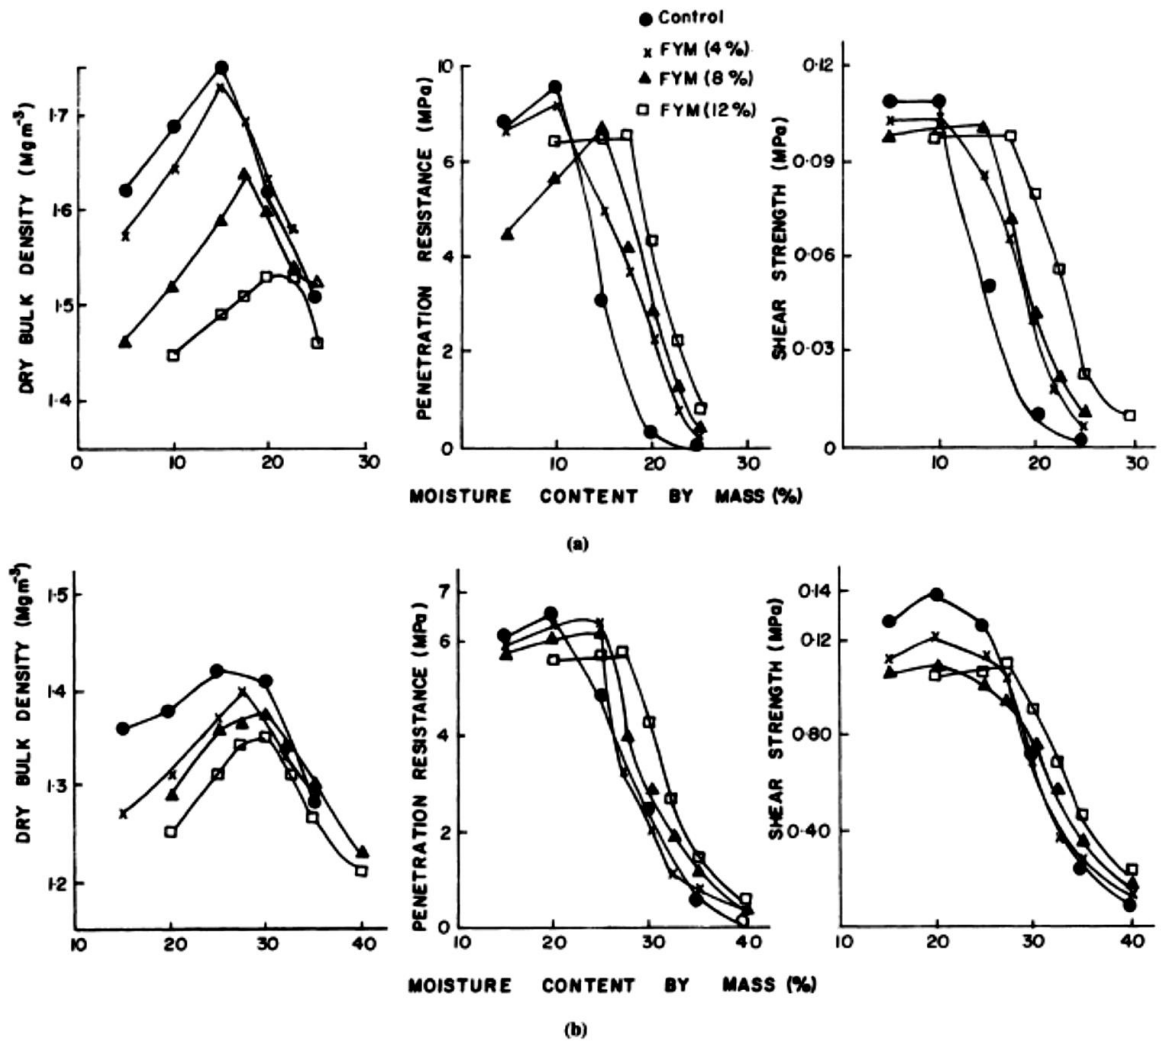 Control
FYM (4%)
FYM (8%)
FYM (12%)
DRY BULK DENSITY (Mgm⁻³)
1·7
1·6
1·5
1·4
0 10 20 30
PENETRATION RESISTANCE (MPa)
10
8
6
4
2
0
10 20 30
SHEAR STRENGTH (MPa)
0·12
0·09
0·06
0·03
0
10 20 30
MOISTURE CONTENT BY MASS (%)
(a)
DRY BULK DENSITY (Mgm⁻³)
1·5
1·4
1·3
1·2
10 20 30 40
PENETRATION RESISTANCE (MPa)
7
6
4
2
0
10 20 30 40
SHEAR STRENGTH (MPa)
0·14
0·12
0·80
0·40
10 20 30 40
MOISTURE CONTENT BY MASS (%)
(b)